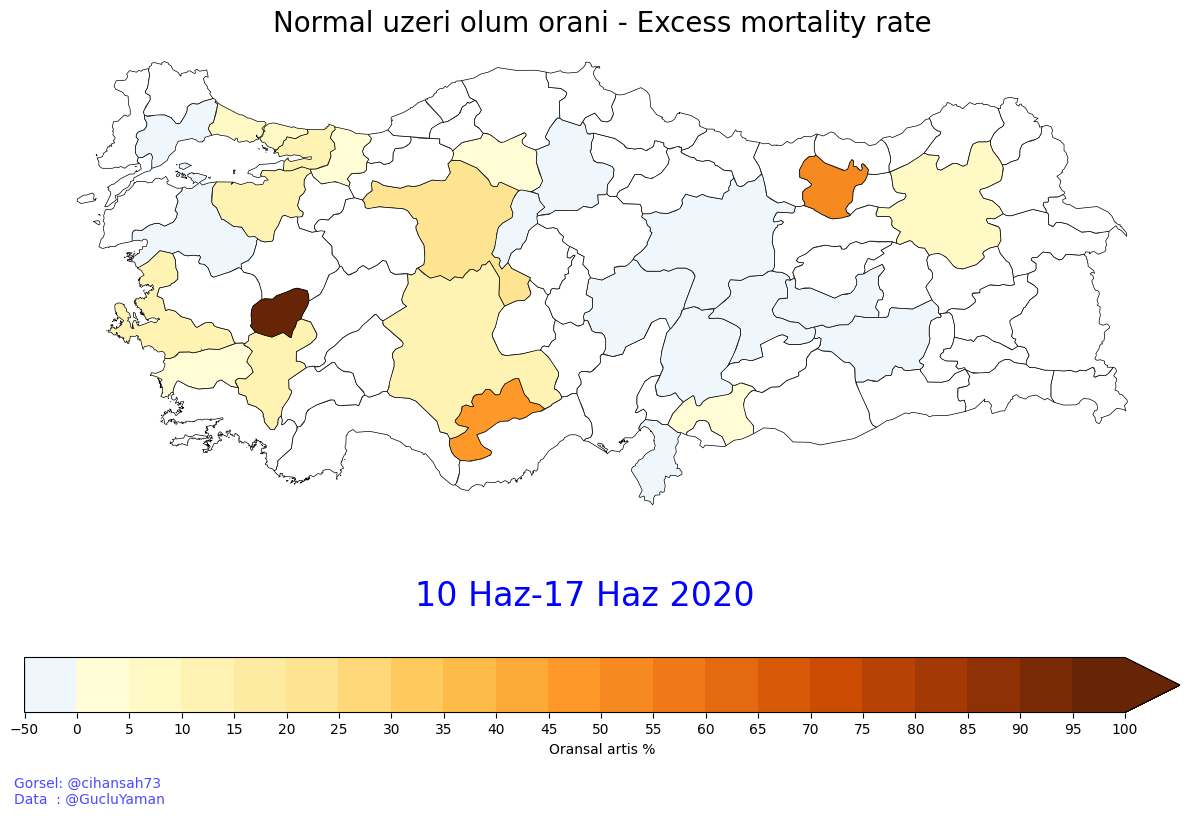 Normal uzeri olum orani - Excess mortality rate
10 Haz-17 Haz 2020
−50 0 5 10 15 20 25 30 35 40 45 50 55 60 65 70 75 80 85 90 95 100
Oransal artis %
Gorsel: @cihansah73
Data : @GucluYaman